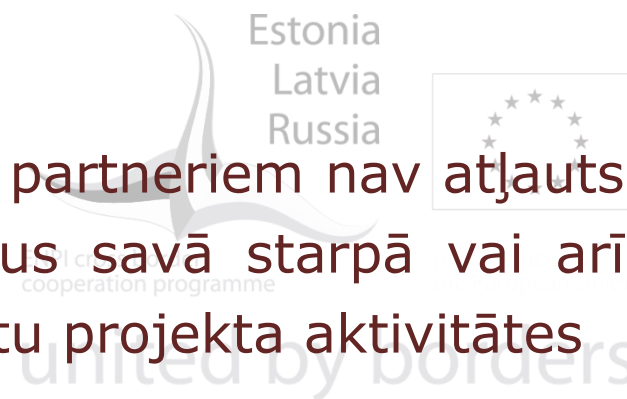 Estonia
Latvia
Russia
partneriem nav atļauts
us savā starpā vai arī
cooperation programme
tu projekta aktivitātes
united by borders